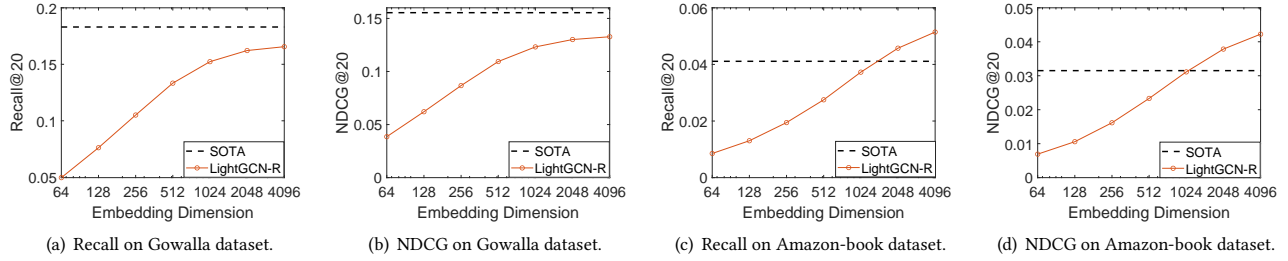 0.2
0.15
0.1
0.05
Recall@20
SOTA
LightGCN-R
64 128 256 512 1024 2048 4096
Embedding Dimension
(a) Recall on Gowalla dataset.
0.15
0.1
0.05
0
NDCG@20
SOTA
LightGCN-R
64 128 256 512 1024 2048 4096
Embedding Dimension
(b) NDCG on Gowalla dataset.
0.06
0.04
0.02
0
Recall@20
SOTA
LightGCN-R
64 128 256 512 1024 2048 4096
Embedding Dimension
(c) Recall on Amazon-book dataset.
0.05
0.04
0.03
0.02
0.01
0
NDCG@20
SOTA
LightGCN-R
64 128 256 512 1024 2048 4096
Embedding Dimension
(d) NDCG on Amazon-book dataset.